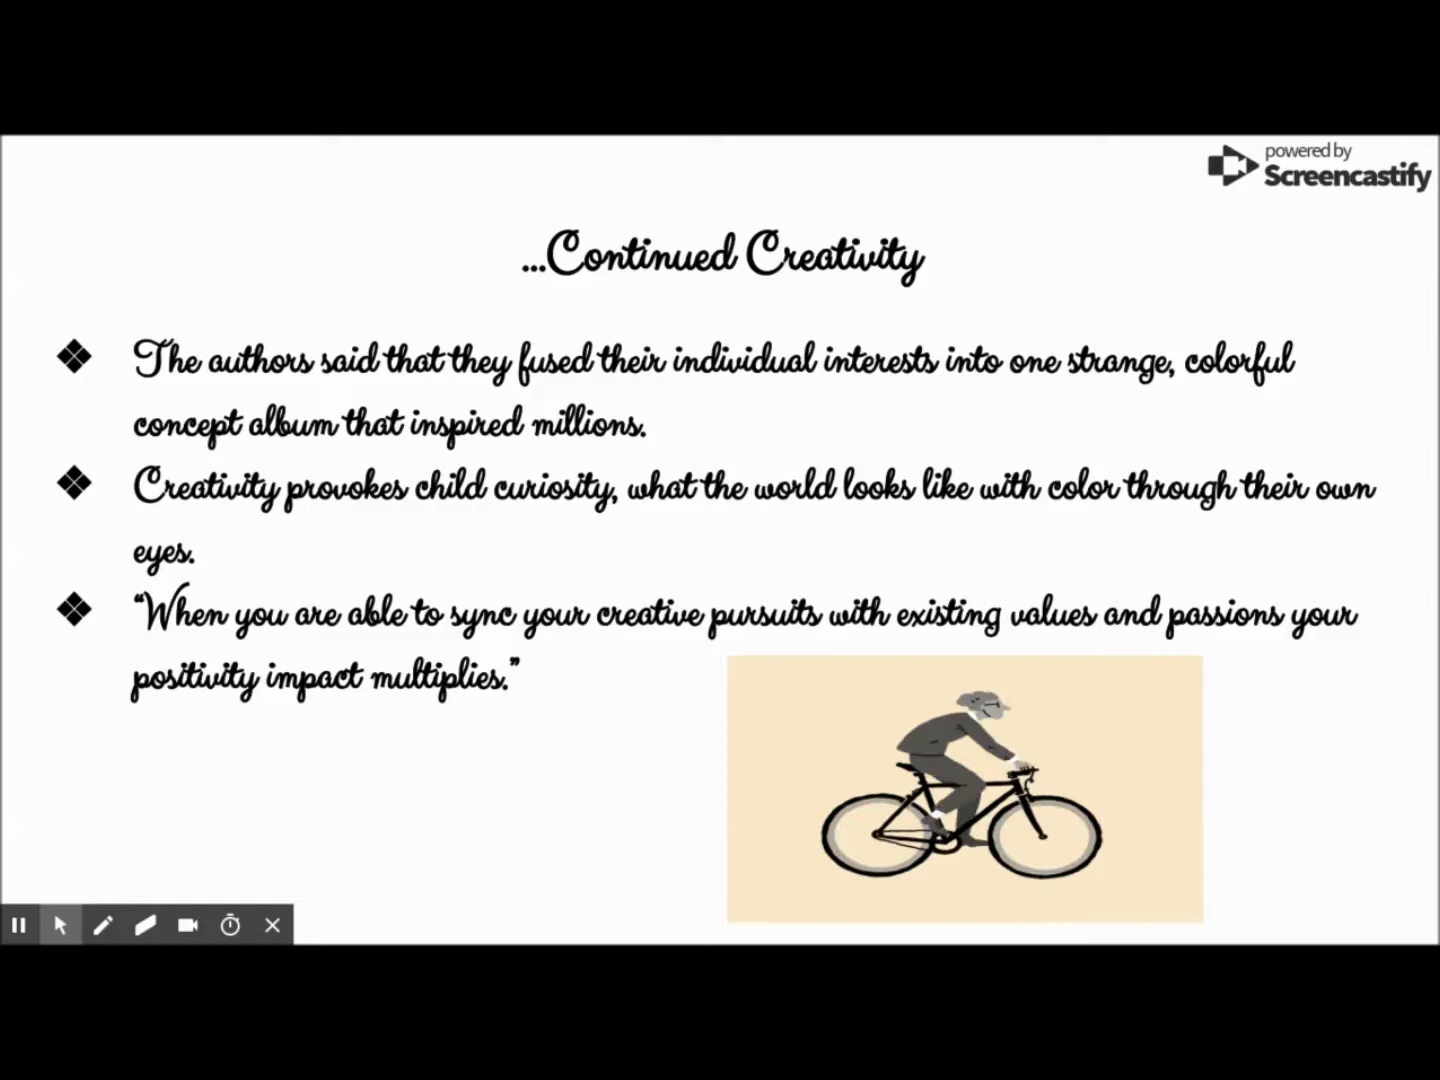 powered by
Screencastify
...Continued Creativity
The authors said that they fused their individual interests into one strange, colorful
concept album that inspired millions.
Creativity provokes child curiosity, what the world looks like with color through their own
eyes.
“When you are able to sync your creative pursuits with existing values and passions your
positivity impact multiplies.”